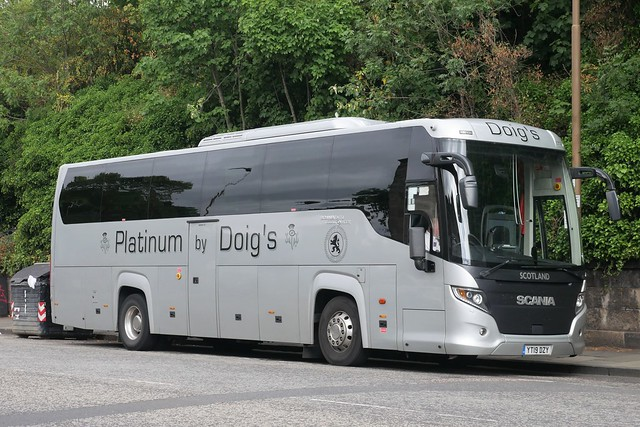 Doig's
Platinum by Doig's
SCOTLAND
SCANIA
YT19 DZY